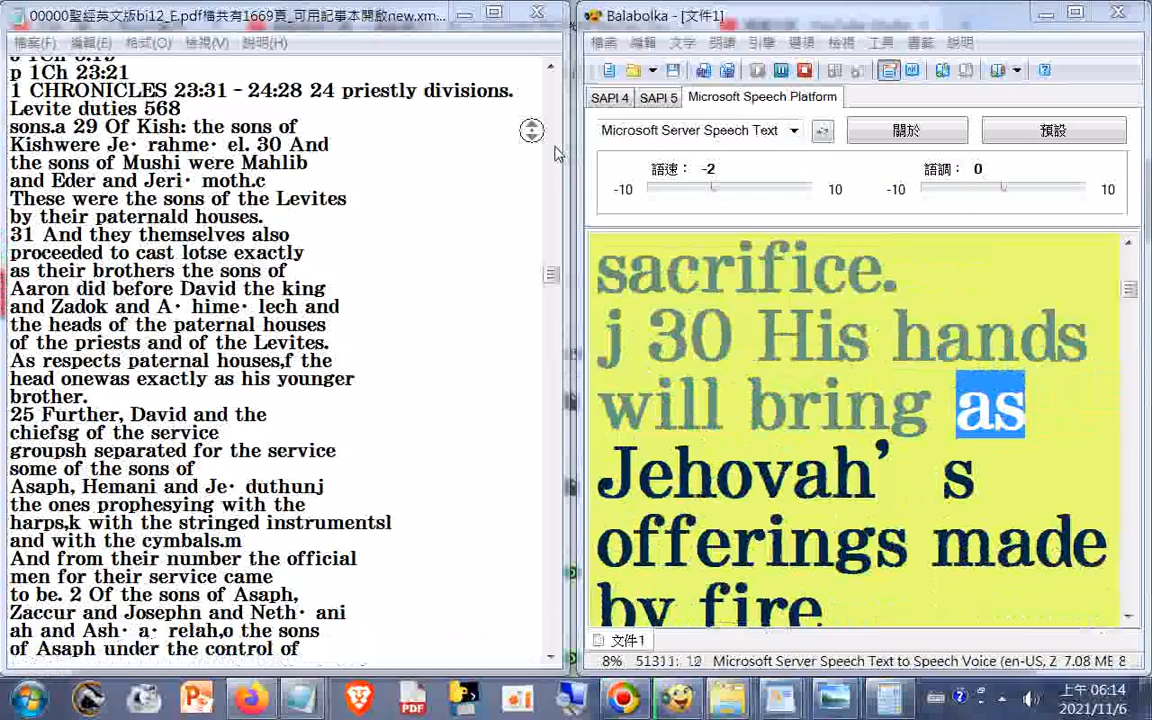 00000聖經英文版bi12_E.pdf檔共有1669頁_可用記事本開啟new.xm...
檔案(F) 編輯(E) 格式(O) 檢視(V) 說明(H)
p 1Ch 23:21
1 CHRONICLES 23:31 - 24:28 24 priestly divisions.
Levite duties 568
sons.a 29 Of Kish: the sons of
Kishwere Je· rahme· el. 30 And
the sons of Mushi were Mahlib
and Eder and Jeri· moth.c
These were the sons of the Levites
by their paternald houses.
31 And they themselves also
proceeded to cast lotse exactly
as their brothers the sons of
Aaron did before David the king
and Zadok and A· hime· lech and
the heads of the paternal houses
of the priests and of the Levites.
As respects paternal houses,f the
head onewas exactly as his younger
brother.
25 Further, David and the
chiefsg of the service
groupsh separated for the service
some of the sons of
Asaph, Hemani and Je· duthunj
the ones prophesying with the
harps,k with the stringed instrumentsl
and with the cymbals.m
And from their number the official
men for their service came
to be. 2 Of the sons of Asaph,
Zaccur and Josephn and Neth· ani
ah and Ash· a· relah,o the sons
of Asaph under the control of
Balabolka - [文件1]
檔案 編輯 文字 朗讀 引擎 選項 檢視 工具 書籤 說明
SAPI 4 SAPI 5 Microsoft Speech Platform
Microsoft Server Speech Text 關於 預設
語速： -2 語調： 0
-10 10 -10 10
sacrifice.
j 30 His hands
will bring as
Jehovah’ s
offerings made
by fire
文件1
8% 51311: 12 Microsoft Server Speech Text to Speech Voice (en-US, Z 7.08 MB 8
PDF
上午 06:14
2021/11/6